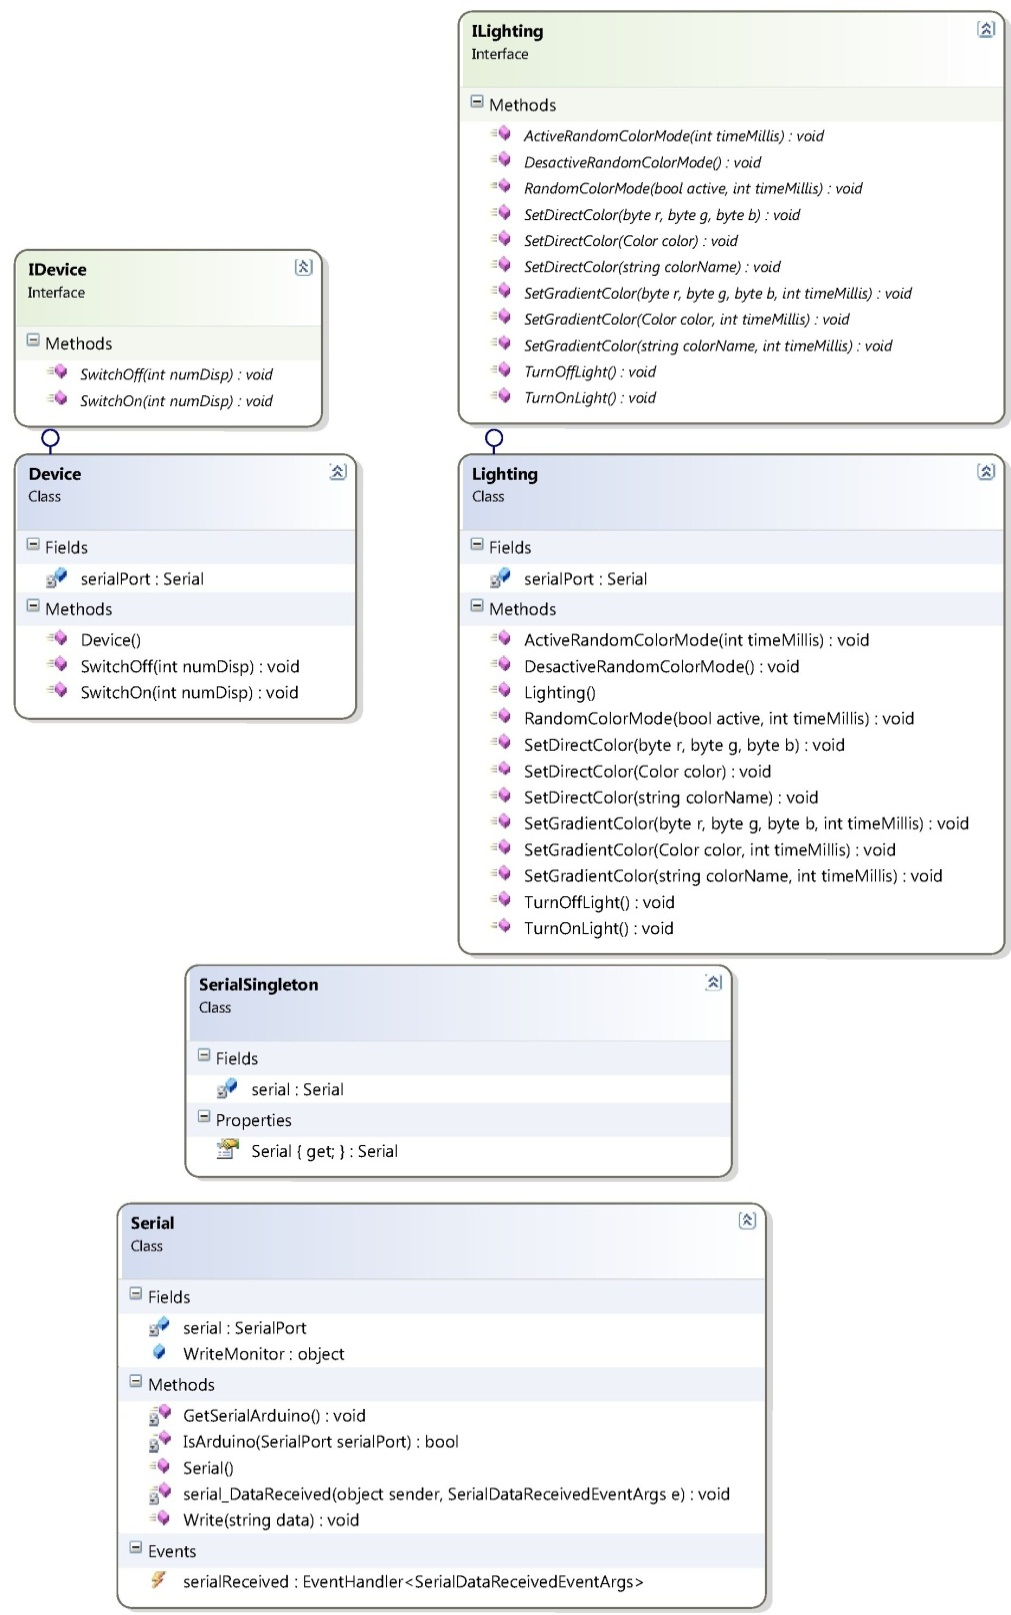 ILighting
Interface
Methods
ActiveRandomColorMode(int timeMillis) : void
DesactiveRandomColorMode() : void
RandomColorMode(bool active, int timeMillis) : void
SetDirectColor(byte r, byte g, byte b) : void
SetDirectColor(Color color) : void
SetDirectColor(string colorName) : void
SetGradientColor(byte r, byte g, byte b, int timeMillis) : void
SetGradientColor(Color color, int timeMillis) : void
SetGradientColor(string colorName, int timeMillis) : void
TurnOffLight() : void
TurnOnLight() : void
IDevice
Interface
Methods
SwitchOff(int numDisp) : void
SwitchOn(int numDisp) : void
Device
Class
Fields
serialPort : Serial
Methods
Device()
SwitchOff(int numDisp) : void
SwitchOn(int numDisp) : void
Lighting
Class
Fields
serialPort : Serial
Methods
ActiveRandomColorMode(int timeMillis) : void
DesactiveRandomColorMode() : void
Lighting()
RandomColorMode(bool active, int timeMillis) : void
SetDirectColor(byte r, byte g, byte b) : void
SetDirectColor(Color color) : void
SetDirectColor(string colorName) : void
SetGradientColor(byte r, byte g, byte b, int timeMillis) : void
SetGradientColor(Color color, int timeMillis) : void
SetGradientColor(string colorName, int timeMillis) : void
TurnOffLight() : void
TurnOnLight() : void
SerialSingleton
Class
Fields
serial : Serial
Properties
Serial { get; } : Serial
Serial
Class
Fields
serial : SerialPort
WriteMonitor : object
Methods
GetSerialArduino() : void
IsArduino(SerialPort serialPort) : bool
Serial()
serial_DataReceived(object sender, SerialDataReceivedEventArgs e) : void
Write(string data) : void
Events
serialReceived : EventHandler<SerialDataReceivedEventArgs>